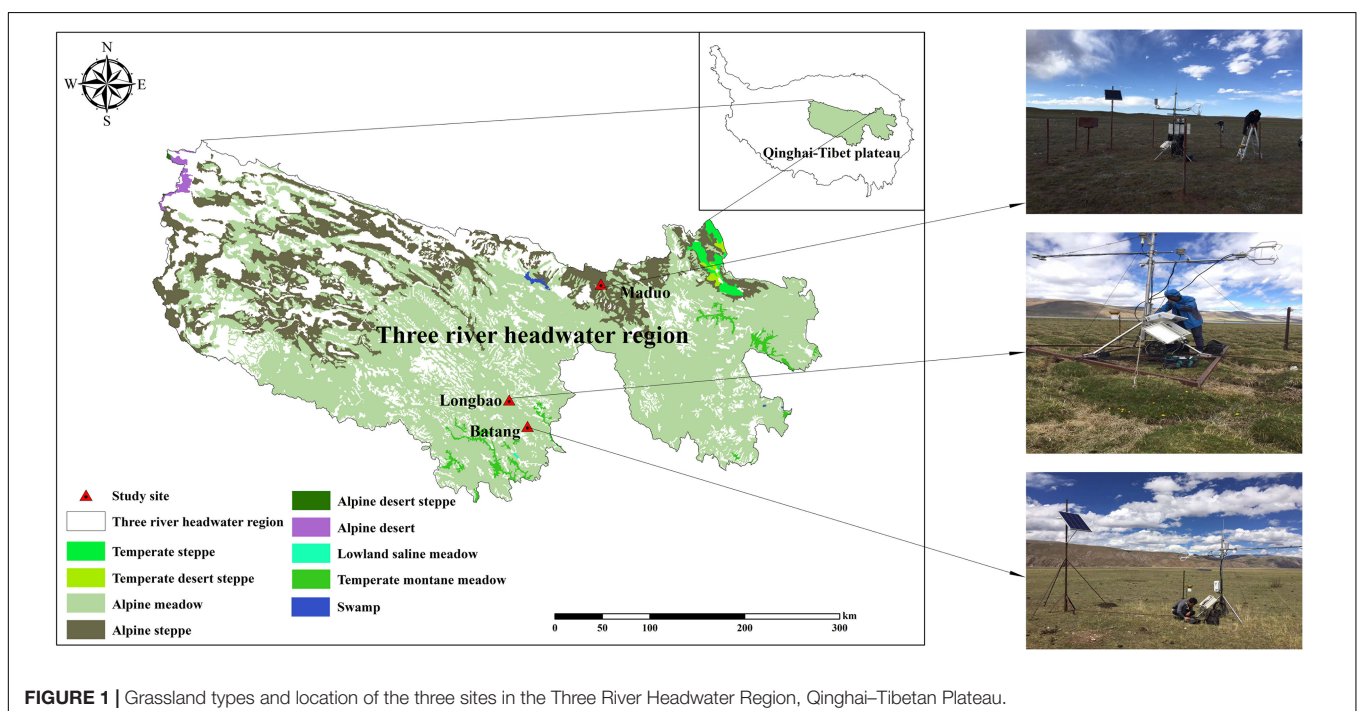 N
W
E
S
Qinghai-Tibet plateau
Maduo
Three river headwater region
Longbao
Batang
Study site
Three river headwater region
Temperate steppe
Temperate desert steppe
Alpine meadow
Alpine steppe
Alpine desert steppe
Alpine desert
Lowland saline meadow
Temperate montane meadow
Swamp
km
0 50 100 200 300
FIGURE 1 | Grassland types and location of the three sites in the Three River Headwater Region, Qinghai–Tibetan Plateau.